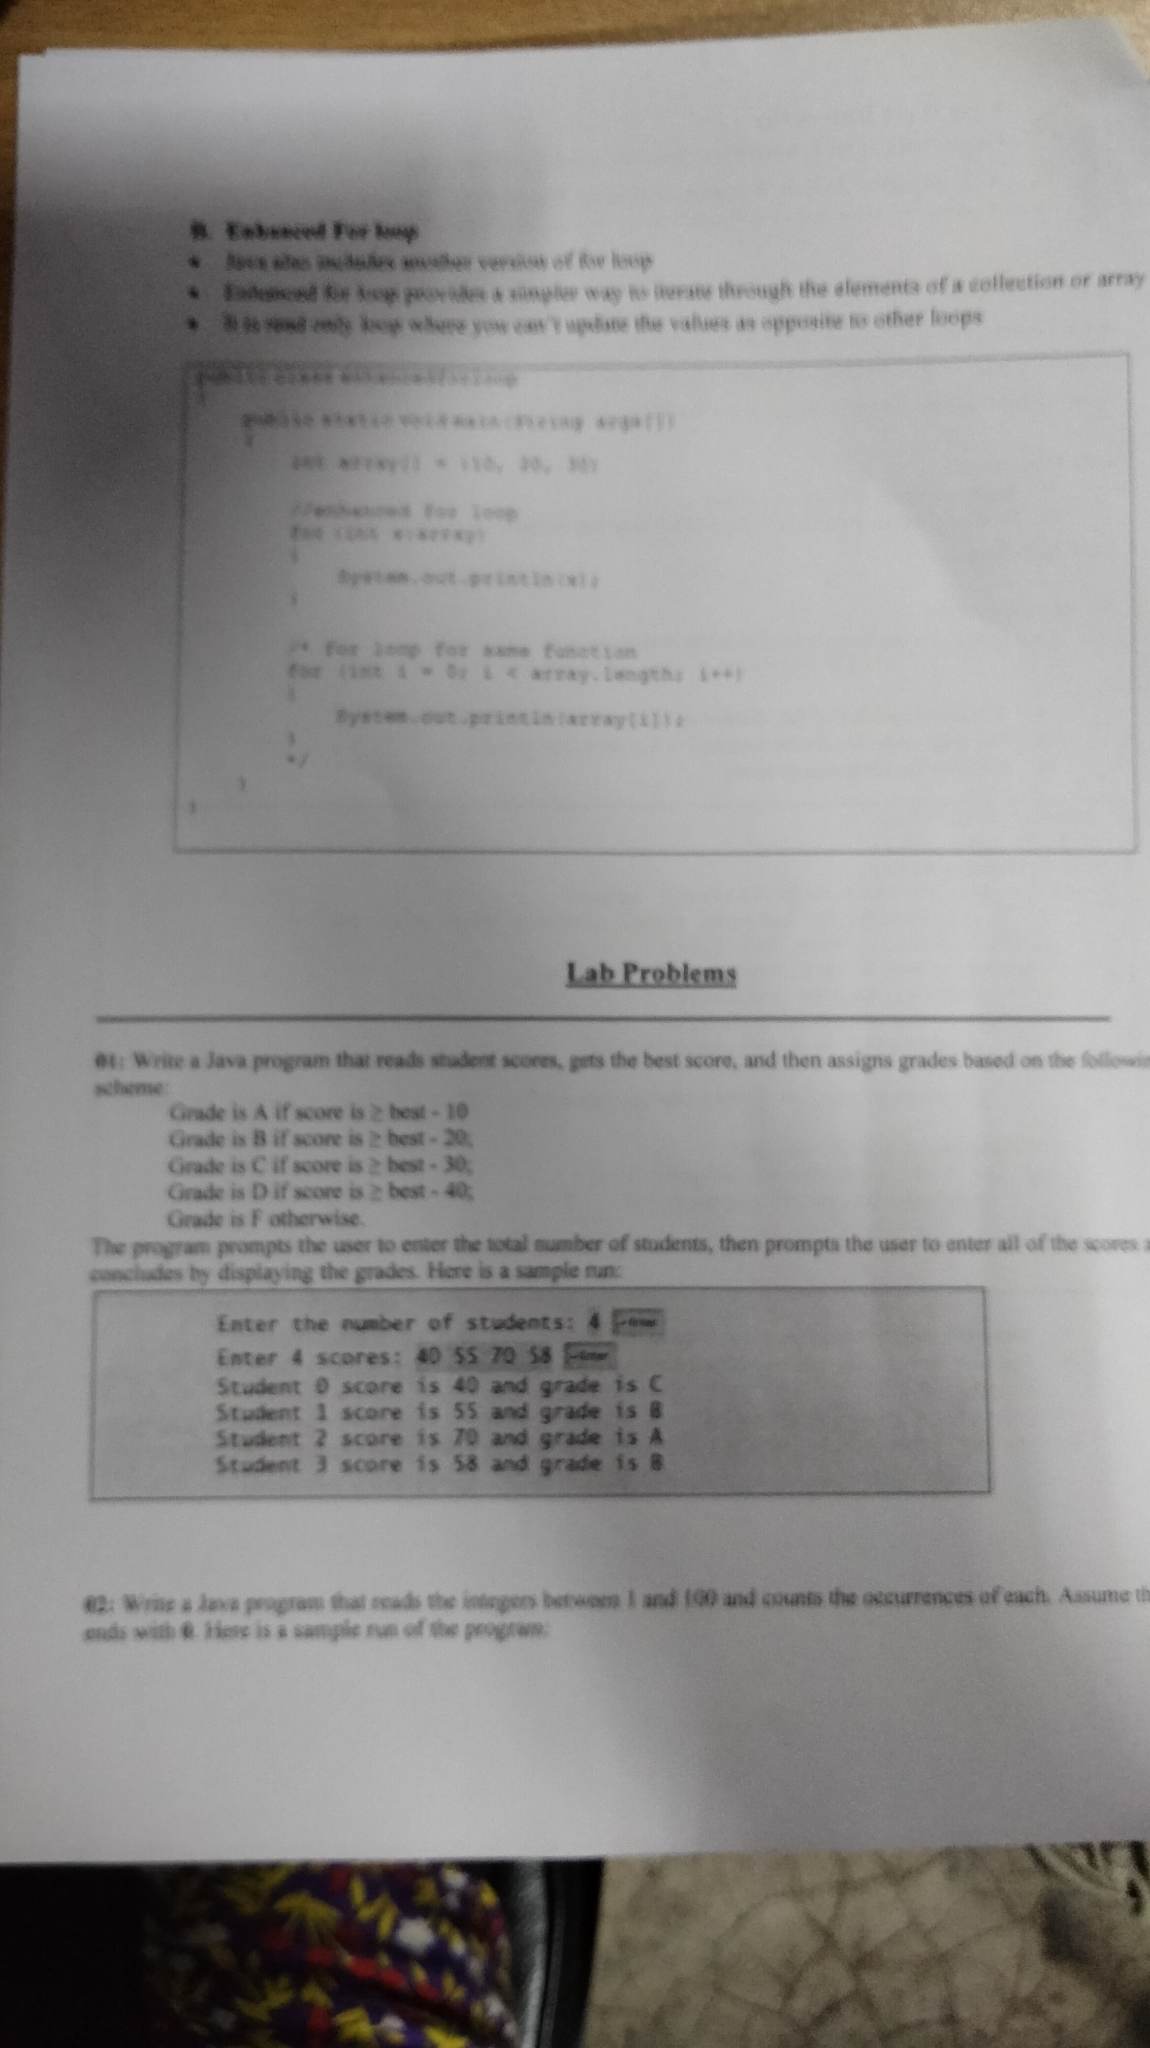 B. Enhanced For loop
• Java also includes another version of for loop
• Enhanced for loop provides a simpler way to iterate through the elements of a collection or array
• It is read only loop where you can't update the values as opposite to other loops
public class enhancedforloop
{
public static void main(String args[])
{
int array[] = {10, 20, 30}
//enhanced for loop
for (int x:array)
{
System.out.println(x);
}
/* for loop for same function
for (int i = 0; i < array.length; i++)
{
System.out.println(array[i]);
}
*/
}
}
Lab Problems
01: Write a Java program that reads student scores, gets the best score, and then assigns grades based on the
scheme:
Grade is A if score is ≥ best - 10
Grade is B if score is ≥ best - 20;
Grade is C if score is ≥ best - 30;
Grade is D if score is ≥ best - 40;
Grade is F otherwise.
The program prompts the user to enter the total number of students, then prompts the user to enter all of the scores
concludes by displaying the grades. Here is a sample run:
Enter the number of students: 4
Enter 4 scores: 40 55 70 58
Student 0 score is 40 and grade is C
Student 1 score is 55 and grade is B
Student 2 score is 70 and grade is A
Student 3 score is 58 and grade is B
02: Write a Java program that reads the integers between 1 and 100 and counts the occurrences of each. Assume
ends with 0. Here is a sample run of the program: